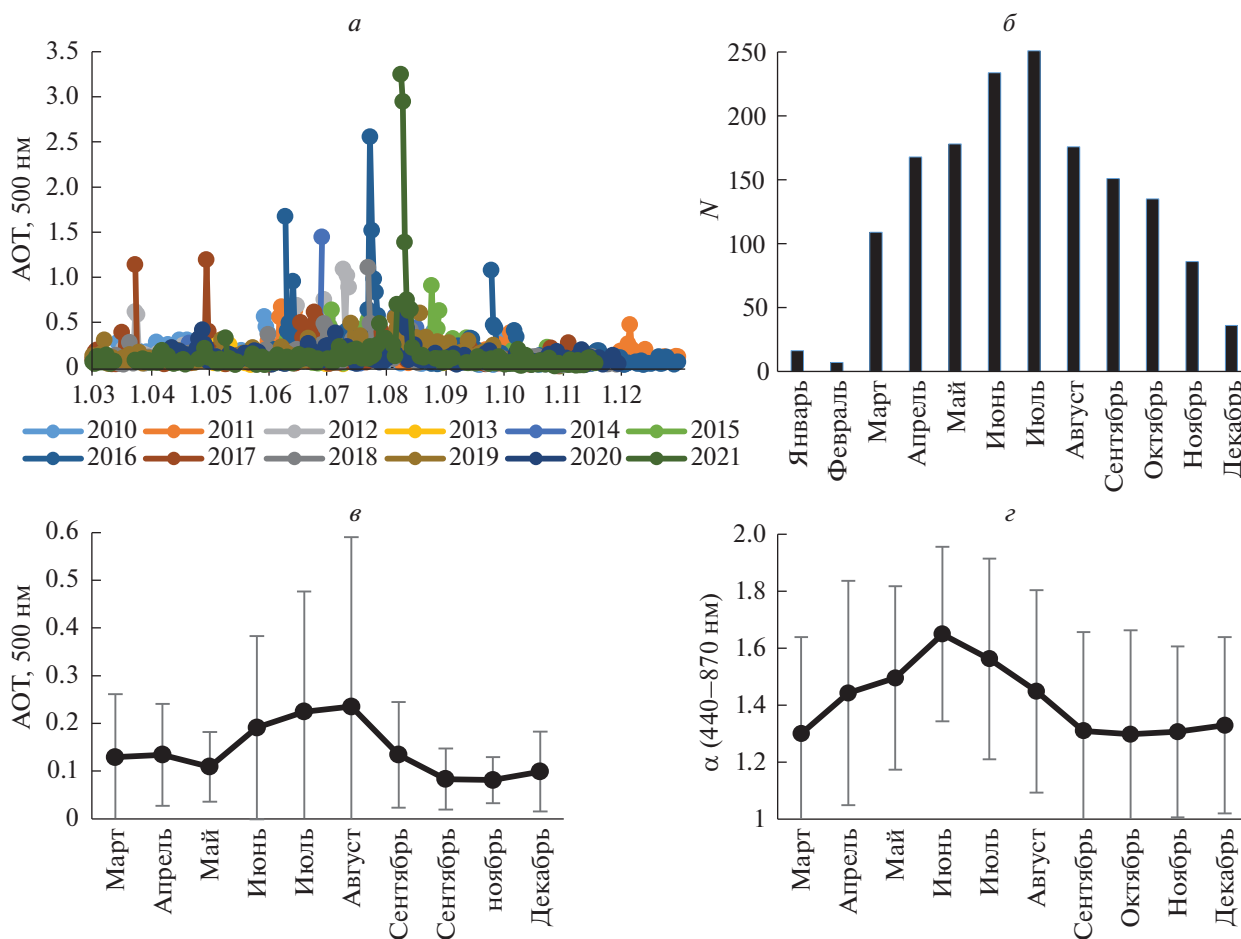 а
АОТ, 500 нм
3.5
3.0
2.5
2.0
1.5
1.0
0.5
0
1.03 1.04 1.05 1.06 1.07 1.08 1.09 1.10 1.11 1.12
2010 2011 2012 2013 2014 2015
2016 2017 2018 2019 2020 2021
б
N
250
200
150
100
50
0
Январь
Февраль
Март
Апрель
Май
Июнь
Июль
Август
Сентябрь
Октябрь
Ноябрь
Декабрь
в
АОТ, 500 нм
0.6
0.5
0.4
0.3
0.2
0.1
0
Март
Апрель
Май
Июнь
Июль
Август
Сентябрь
Сентябрь
ноябрь
Декабрь
г
α (440–870 нм)
2.0
1.8
1.6
1.4
1.2
1
Март
Апрель
Май
Июнь
Июль
Август
Сентябрь
Октябрь
Ноябрь
Декабрь